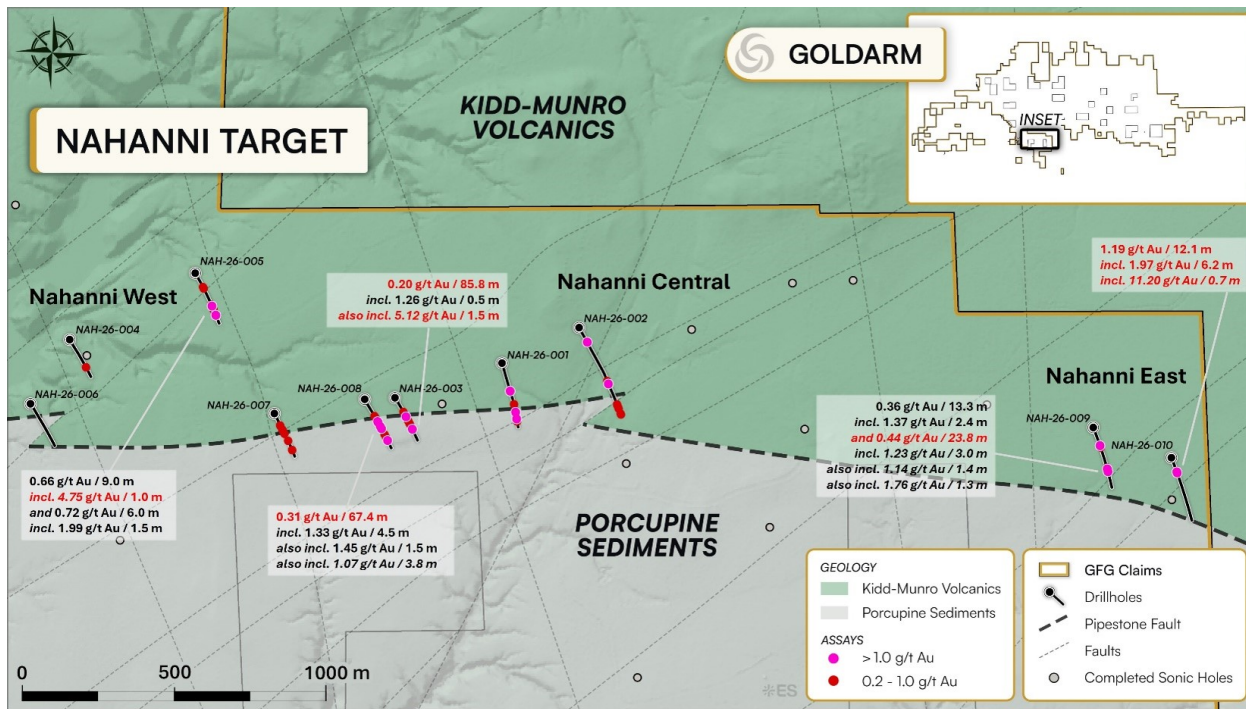 GOLDARM
INSET
NAHANNI TARGET
KIDD-MUNRO
VOLCANICS
NAH-26-005
Nahanni West
NAH-26-004
NAH-26-006
0.20 g/t Au / 85.8 m
incl. 1.26 g/t Au / 0.5 m
also incl. 5.12 g/t Au / 1.5 m
Nahanni Central
NAH-26-002
NAH-26-001
NAH-26-008
NAH-26-003
NAH-26-007
1.19 g/t Au / 12.1 m
incl. 1.97 g/t Au / 6.2 m
incl. 11.20 g/t Au / 0.7 m
Nahanni East
NAH-26-009
NAH-26-010
0.36 g/t Au / 13.3 m
incl. 1.37 g/t Au / 2.4 m
and 0.44 g/t Au / 23.8 m
incl. 1.23 g/t Au / 3.0 m
also incl. 1.14 g/t Au / 1.4 m
also incl. 1.76 g/t Au / 1.3 m
0.66 g/t Au / 9.0 m
incl. 4.75 g/t Au / 1.0 m
and 0.72 g/t Au / 6.0 m
incl. 1.99 g/t Au / 1.5 m
0.31 g/t Au / 67.4 m
incl. 1.33 g/t Au / 4.5 m
also incl. 1.45 g/t Au / 1.5 m
also incl. 1.07 g/t Au / 3.8 m
PORCUPINE
SEDIMENTS
0 500 1000 m
ES
GEOLOGY
Kidd-Munro Volcanics
Porcupine Sediments
ASSAYS
> 1.0 g/t Au
0.2 - 1.0 g/t Au
GFG Claims
Drillholes
Pipestone Fault
Faults
Completed Sonic Holes